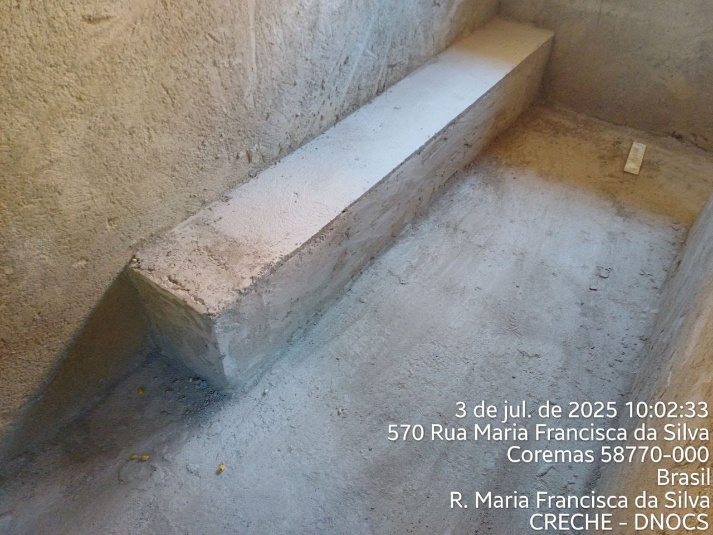 3 de jul. de 2025 10:02:33
570 Rua Maria Francisca da Silva
Coremas 58770-000
Brasil
R. Maria Francisca da Silva
CRECHE - DNOCS